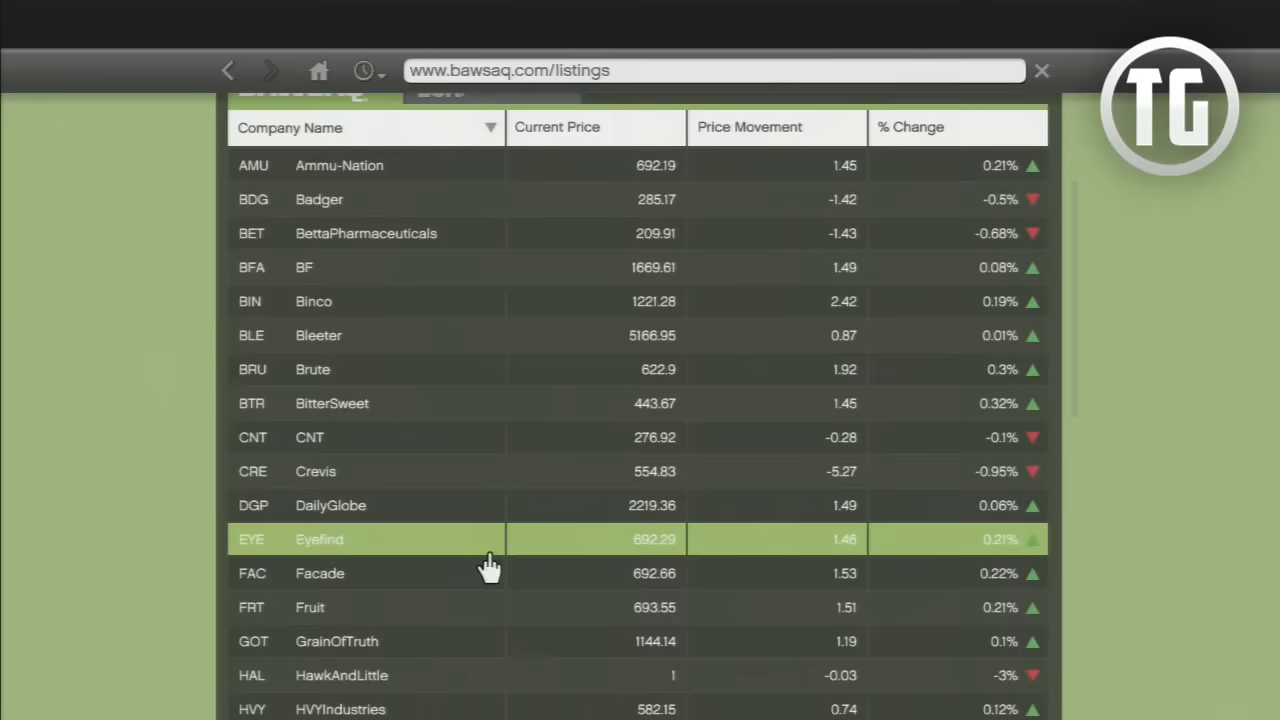 www.bawsaq.com/listings
TG
BAWSAQ
Company Name Current Price Price Movement % Change
AMU Ammu-Nation 692.19 1.45 0.21%
BDG Badger 285.17 -1.42 -0.5%
BET BettaPharmaceuticals 209.91 -1.43 -0.68%
BFA BF 1669.61 1.49 0.08%
BIN Binco 1221.28 2.42 0.19%
BLE Bleeter 5166.95 0.87 0.01%
BRU Brute 622.9 1.92 0.3%
BTR BitterSweet 443.67 1.45 0.32%
CNT CNT 276.92 -0.28 -0.1%
CRE Crevis 554.83 -5.27 -0.95%
DGP DailyGlobe 2219.36 1.49 0.06%
EYE Eyefind 692.29 1.46 0.21%
FAC Facade 692.66 1.53 0.22%
FRT Fruit 693.55 1.51 0.21%
GOT GrainOfTruth 1144.14 1.19 0.1%
HAL HawkAndLittle 1 -0.03 -3%
HVY HVYIndustries 582.15 0.74 0.12%